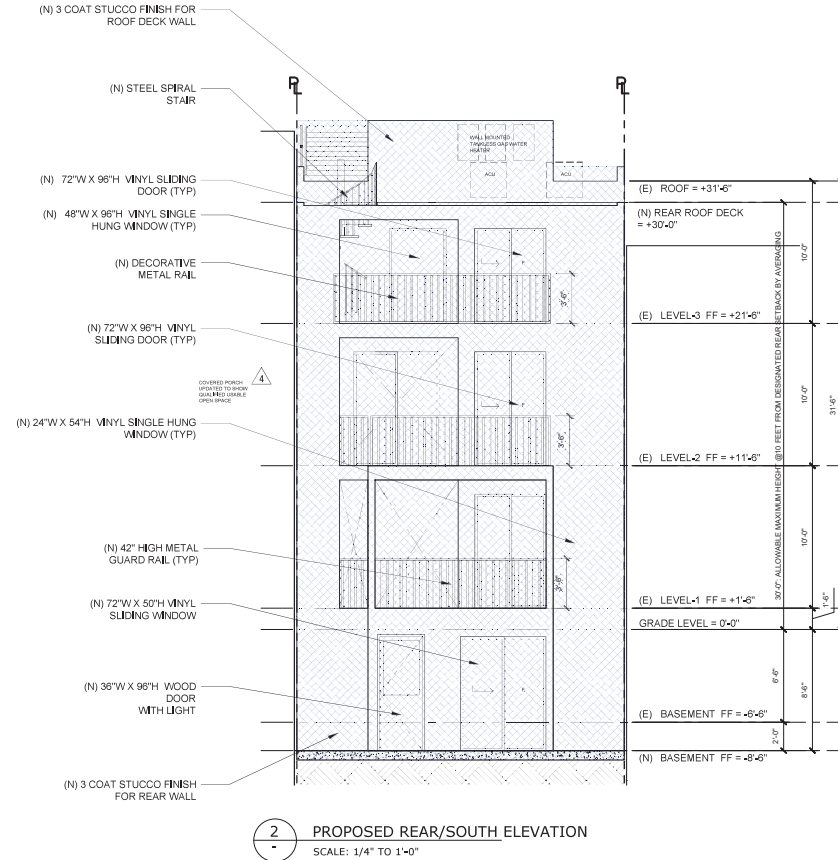 (N) 3 COAT STUCCO FINISH FOR
ROOF DECK WALL
(N) STEEL SPIRAL
STAIR
(N) 72"W X 96"H VINYL SLIDING
DOOR (TYP)
(N) 48"W X 96"H VINYL SINGLE
HUNG WINDOW (TYP)
(N) DECORATIVE
METAL RAIL
(N) 72"W X 96"H VINYL
SLIDING DOOR (TYP)
COVERED PORCH
UPDATED TO SHOW
QUALIFIED USABLE
OPEN SPACE
4
(N) 24"W X 54"H VINYL SINGLE HUNG
WINDOW (TYP)
(N) 42" HIGH METAL
GUARD RAIL (TYP)
(N) 72"W X 50"H VINYL
SLIDING WINDOW
(N) 36"W X 96"H WOOD
DOOR
WITH LIGHT
(N) 3 COAT STUCCO FINISH
FOR REAR WALL
PL
PL
WALL MOUNTED
TANKLESS GAS WATER
HEATER
ACU
ACU
F
F
F.
3'-6"
3'-6"
3'-6"
(E) ROOF = +31'-6"
(N) REAR ROOF DECK
= +30'-0"
(E) LEVEL-3 FF = +21'-6"
(E) LEVEL-2 FF = +11'-6"
(E) LEVEL-1 FF = +1'-6"
GRADE LEVEL = 0'-0"
(E) BASEMENT FF = -6'-6"
(N) BASEMENT FF = -8'-6"
30'-0" ALLOWABLE MAXIMUM HEIGHT @10 FEET FROM DESIGNATED REAR SETBACK BY AVERAGING
6'-6"
2'-0"
10'-0"
10'-0"
10'-0"
8'-6"
31'-6"
1'-6"
2
-
PROPOSED REAR/SOUTH ELEVATION
SCALE: 1/4" TO 1'-0"